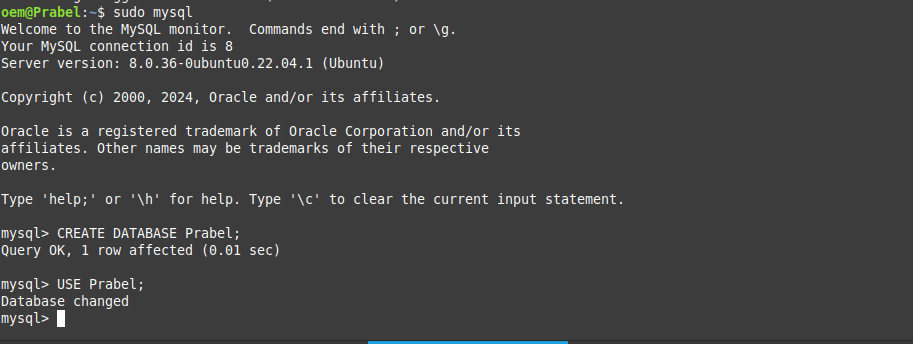 oem@Prabel:~$ sudo mysql
Welcome to the MySQL monitor.  Commands end with ; or \g.
Your MySQL connection id is 8
Server version: 8.0.36-0ubuntu0.22.04.1 (Ubuntu)

Copyright (c) 2000, 2024, Oracle and/or its affiliates.

Oracle is a registered trademark of Oracle Corporation and/or its
affiliates. Other names may be trademarks of their respective
owners.

Type 'help;' or '\h' for help. Type '\c' to clear the current input statement.

mysql> CREATE DATABASE Prabel;
Query OK, 1 row affected (0.01 sec)

mysql> USE Prabel;
Database changed
mysql>